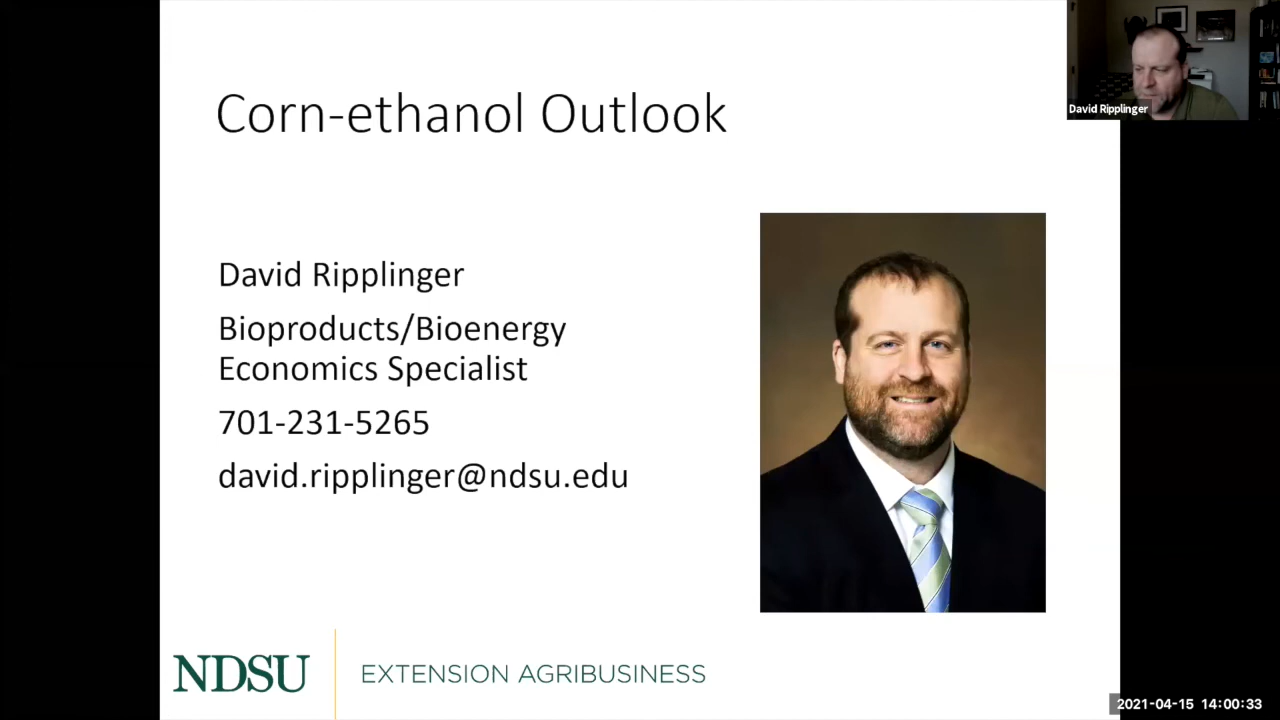 Corn-ethanol Outlook
David Ripplinger
David Ripplinger
Bioproducts/Bioenergy
Economics Specialist
701-231-5265
david.ripplinger@ndsu.edu
NDSU
EXTENSION AGRIBUSINESS
2021-04-15 14:00:33